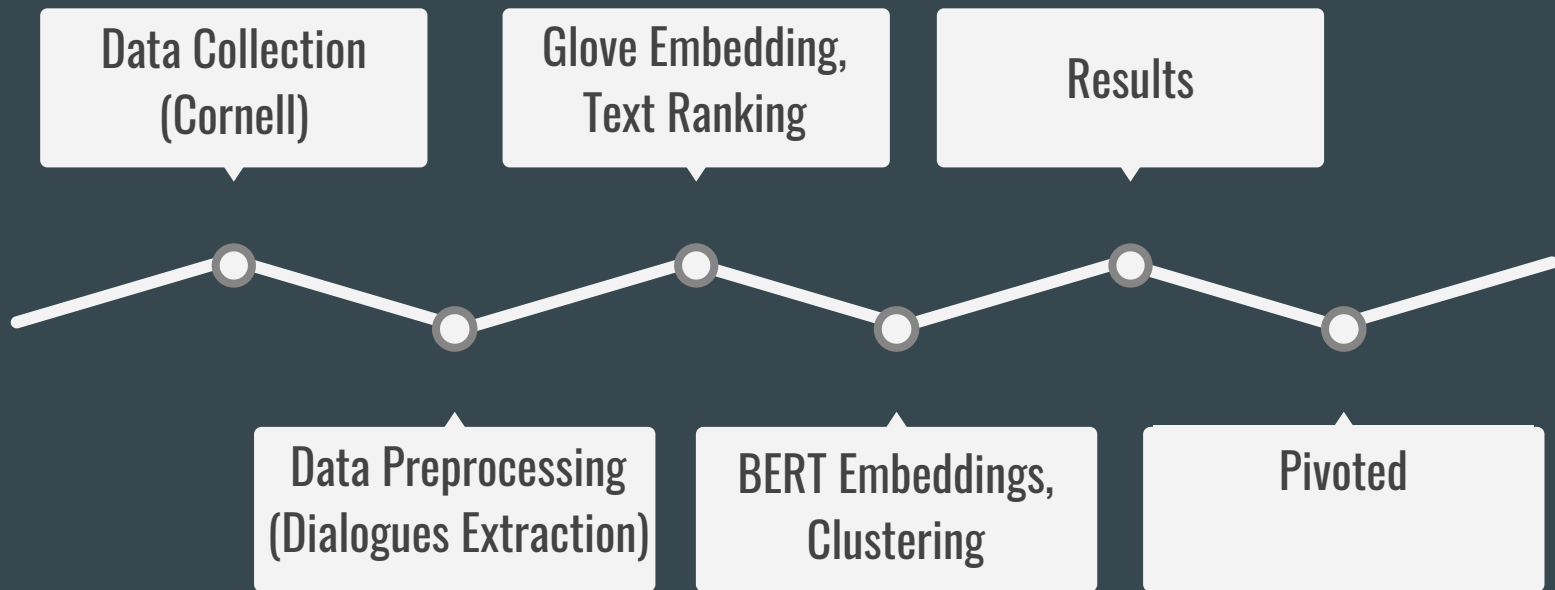 Data Collection
(Cornell)
Data Preprocessing
(Dialogues Extraction)
Glove Embedding,
Text Ranking
BERT Embeddings,
Clustering
Results
Pivoted